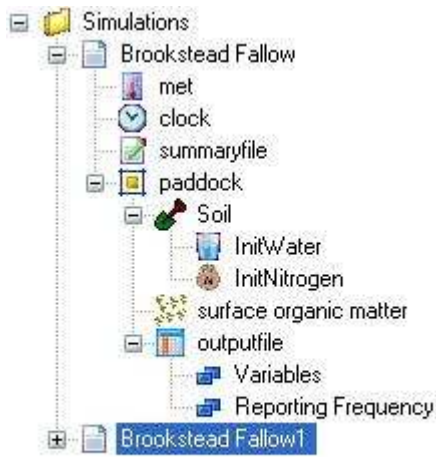 Simulations
Brookstead Fallow
met
clock
summaryfile
paddock
Soil
InitWater
InitNitrogen
surface organic matter
outputfile
Variables
Reporting Frequency
Brookstead Fallow1